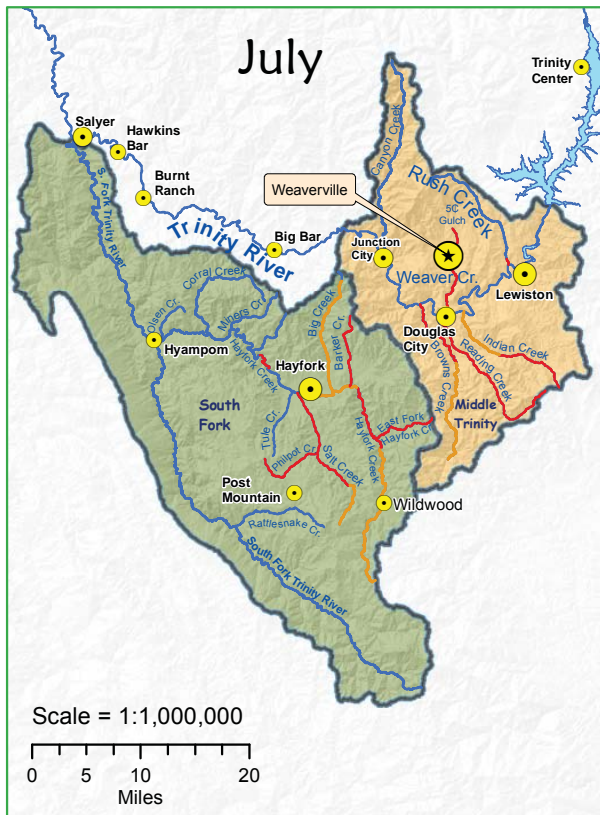 July
Trinity
Center
Salyer
Hawkins
Bar
Burnt
Ranch
Canyon Creek
Rush Creek
5C
Gulch
Weaverville
S. Fork Trinity River
Trinity
River
Big Bar
Junction
City
Weaver Cr.
Lewiston
Corral Creek
Olsen Cr.
Miners Cr.
Big Creek
Barker Cr.
Douglas
City
Hyampom
Hayfork Creek
Hayfork
Browns Creek
Reading Creek
Indian Creek
South
Fork
Middle
Trinity
Tule Cr.
East Fork
Hayfork Cr.
Hayfork Creek
Philpot Cr.
Salt Creek
Post
Mountain
Wildwood
Rattlesnake Cr.
South Fork Trinity River
Scale = 1:1,000,000
0 5 10 20
Miles